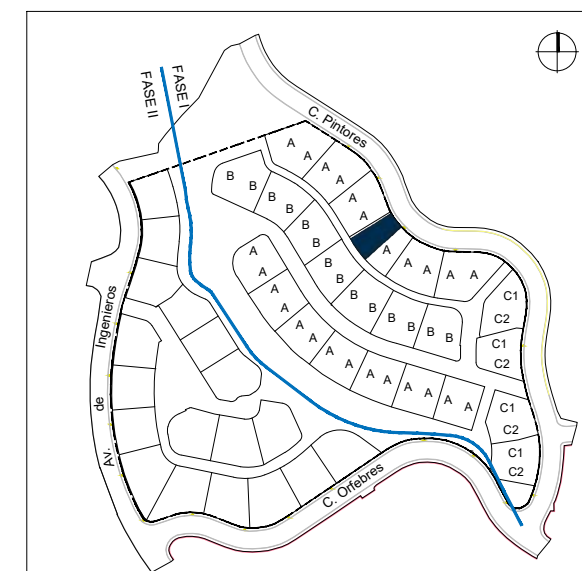 FASE I
FASE II
C. Pintores
A A
A A
A A
A A A A A
B B
B B
B B
B B B B B
A A
A A A A A A A A A
C1
C2
C1
C2
C1
C2
C1
C2
Av. de Ingenieros
C. Orfebres